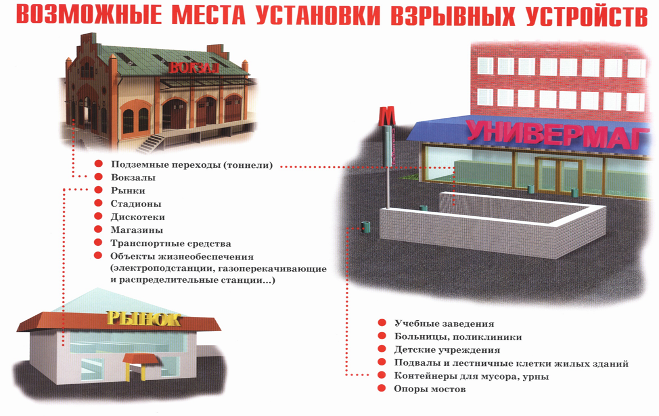 ВОЗМОЖНЫЕ МЕСТА УСТАНОВКИ ВЗРЫВНЫХ УСТРОЙСТВ
ВОКЗАЛ
М
УНИВЕРМАГ
Подземные переходы (тоннели)
Вокзалы
Рынки
Стадионы
Дискотеки
Магазины
Транспортные средства
Объекты жизнеобеспечения
(электроподстанции, газоперекачивающие
и распределительные станции...)
РЫНОК
Учебные заведения
Больницы, поликлиники
Детские учреждения
Подвалы и лестничные клетки жилых зданий
Контейнеры для мусора, урны
Опоры мостов